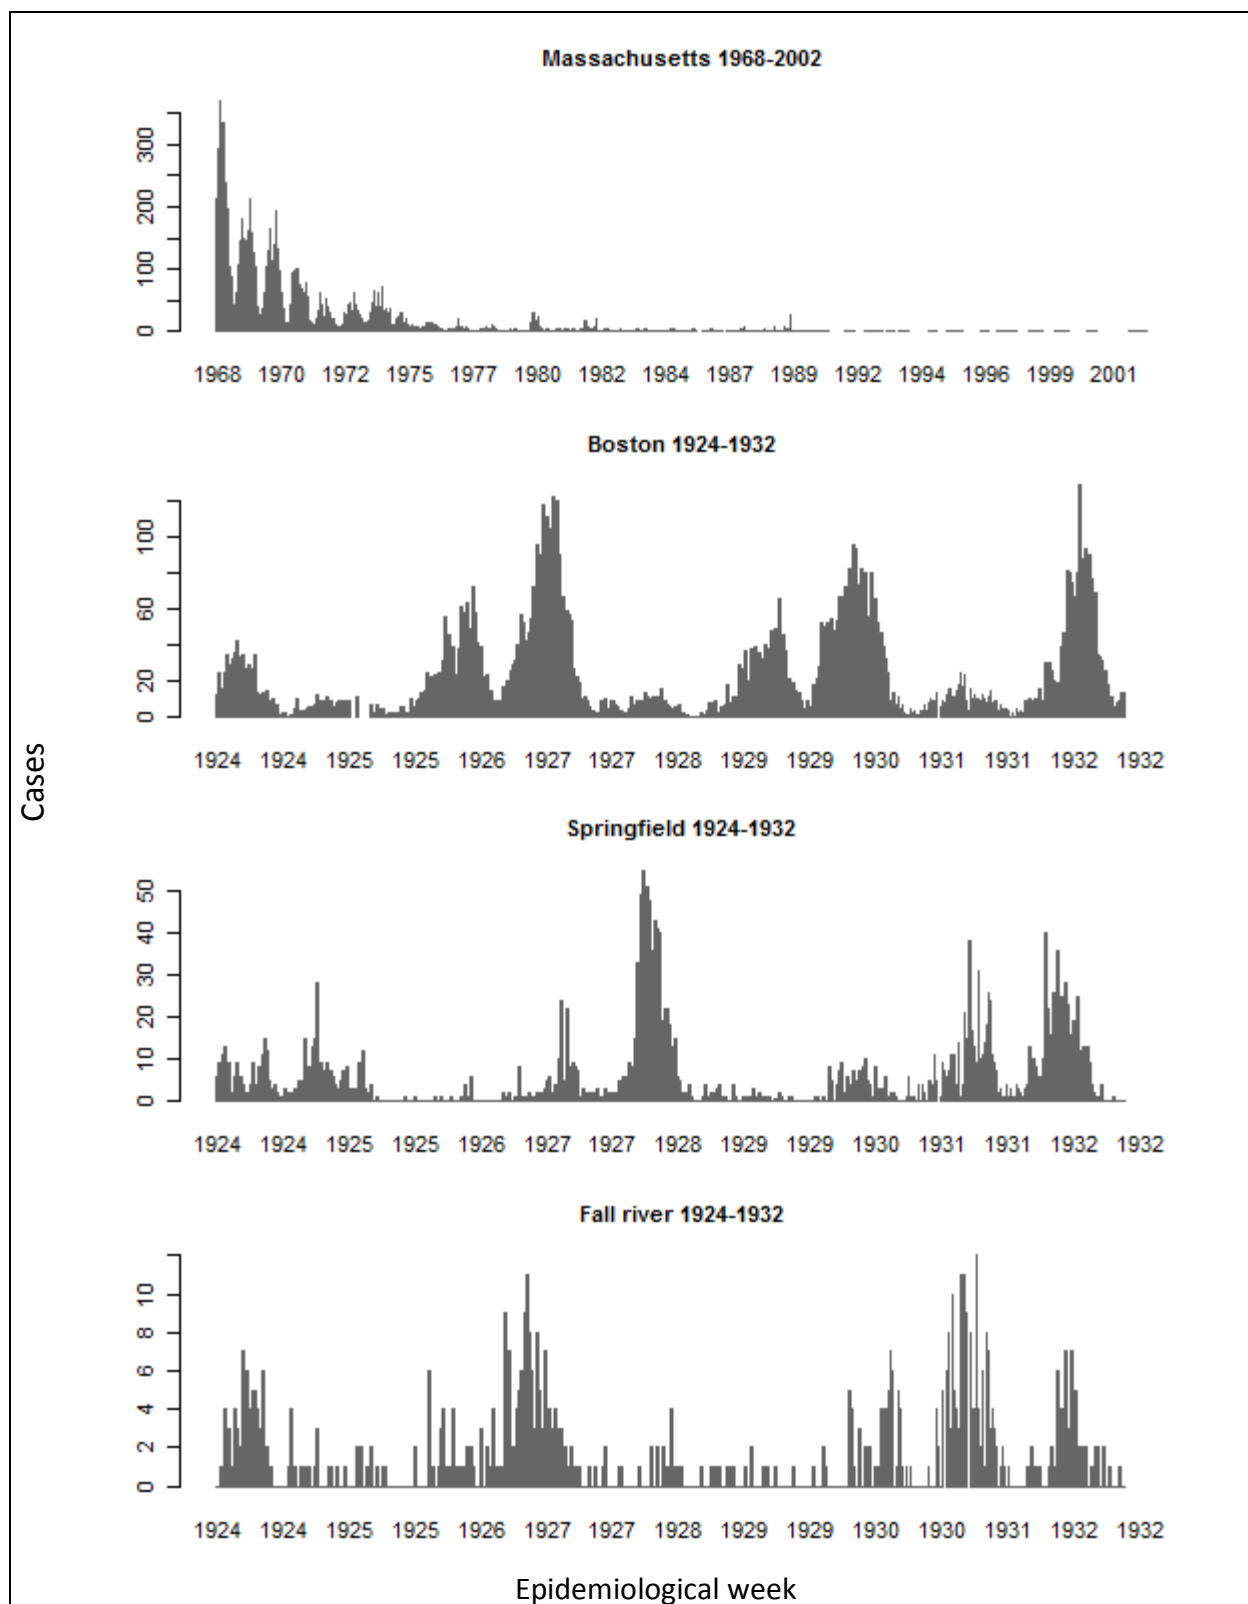 Massachusetts 1968-2002
300
200
100
0
1968 1970 1972 1975 1977 1980 1982 1984 1987 1989 1992 1994 1996 1999 2001
Boston 1924-1932
100
60
20
0
1924 1924 1925 1925 1926 1927 1927 1928 1929 1929 1930 1931 1931 1932 1932
Cases
Springfield 1924-1932
50
40
30
20
10
0
1924 1924 1925 1925 1926 1927 1927 1928 1929 1929 1930 1931 1931 1932 1932
Fall river 1924-1932
10
8
6
4
2
0
1924 1924 1925 1925 1926 1927 1927 1928 1929 1929 1930 1930 1931 1932 1932
Epidemiological week